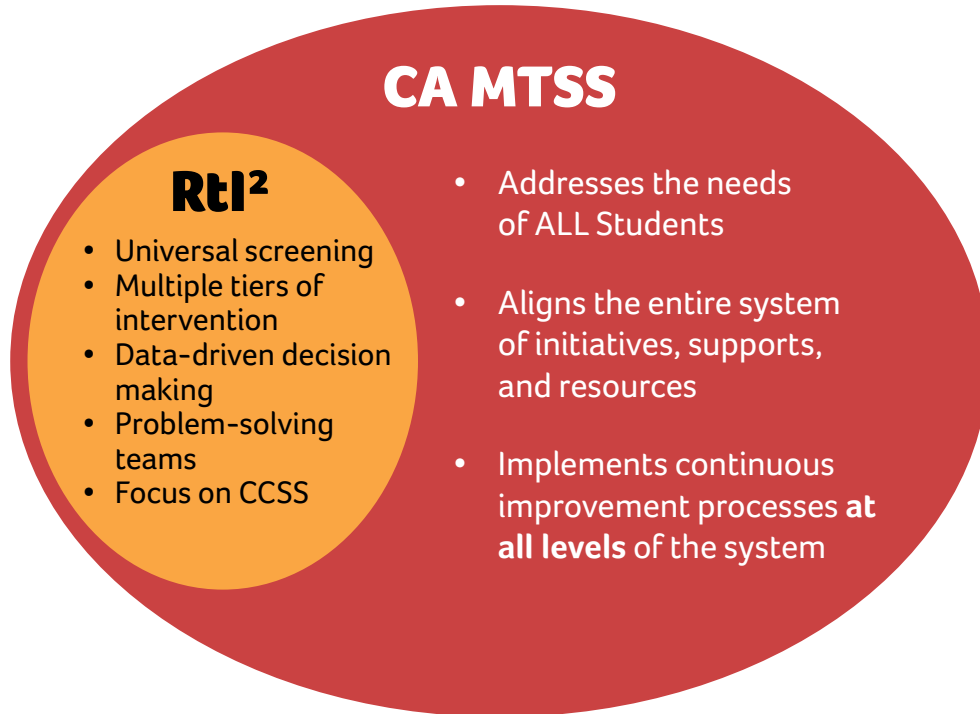 CA MTSS
RtI²
• Universal screening
• Multiple tiers of
intervention
• Data-driven decision
making
• Problem-solving
teams
• Focus on CCSS
• Addresses the needs
of ALL Students
• Aligns the entire system
of initiatives, supports,
and resources
• Implements continuous
improvement processes at
all levels of the system